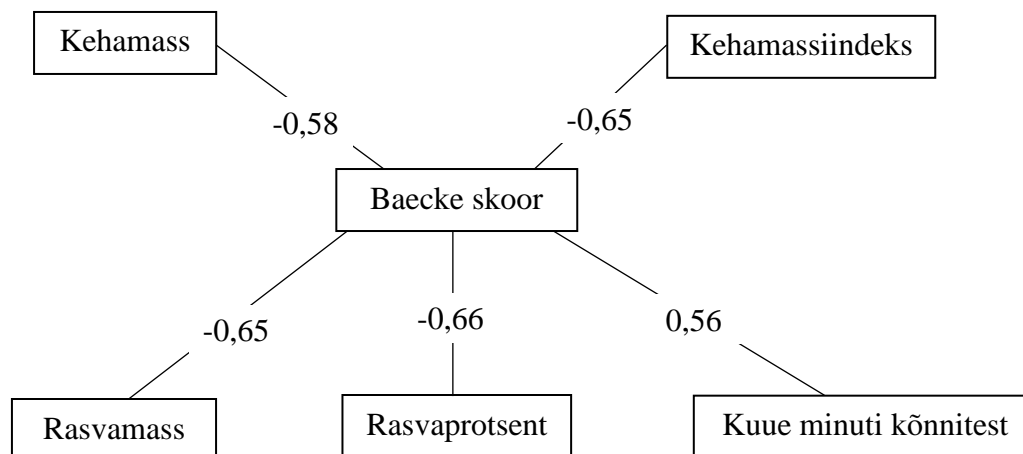 Kehamass
Kehamassiindeks
-0,58
-0,65
Baecke skoor
-0,65
-0,66
0,56
Rasvamass
Rasvaprotsent
Kuue minuti kõnnitest